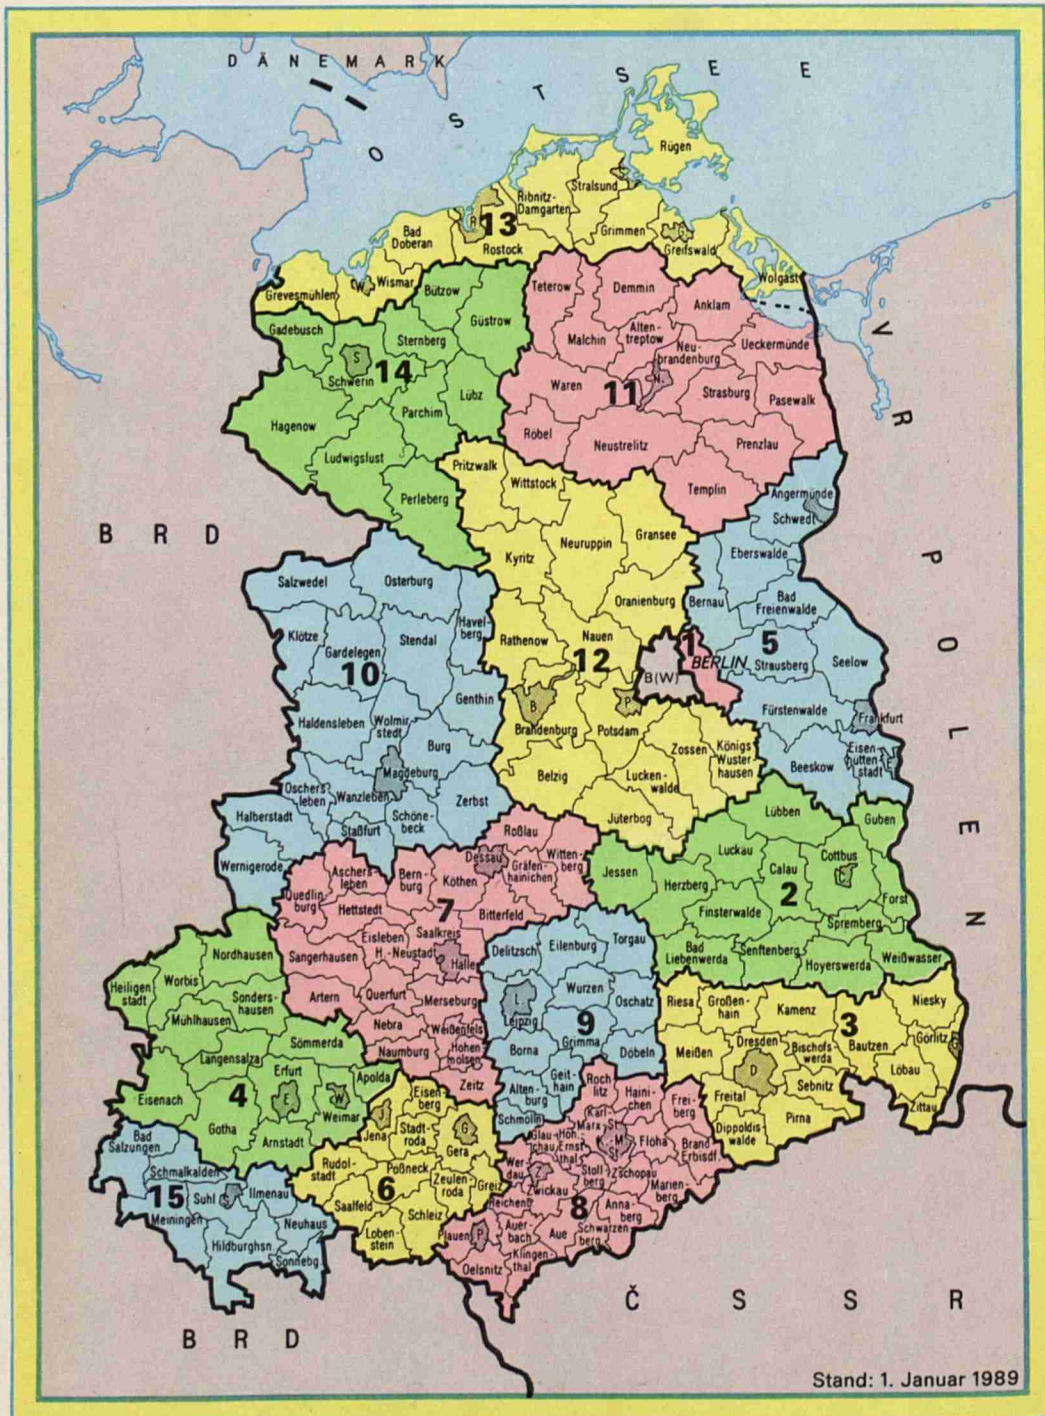 DÄNEMARK
OSTSEE
Rügen
Stralsund
Ribnitz-
Damgarten
R
13
Rostock
Grimmen
G
Greifswald
Bad
Doberan
Wolgast
Grevesmühlen
W
Wismar
Bützow
Güstrow
Gadebusch
Sternberg
S
Schwerin
14
Lübz
Parchim
Hagenow
Ludwigslust
Perleberg
Teterow
Demmin
Anklam
Malchin
Alten-
treptow
Neu-
brandenburg
Ueckermünde
Waren
11
N.
Strasburg
Pasewalk
Röbel
Neustrelitz
Prenzlau
Templin
VR
POLEN
Pritzwalk
Wittstock
Kyritz
Neuruppin
Gransee
Oranienburg
Rathenow
Nauen
12
B
Brandenburg
P
Potsdam
Belzig
Zossen
Königs
Wuster-
hausen
Lucken-
walde
Jüterbog
B(W)
1
BERLIN
Angermünde
Schwedt
Eberswalde
Bernau
Bad
Freienwalde
5
Strausberg
Seelow
Fürstenwalde
Frankfurt
Beeskow
Eisen-
hütten-
stadt
E
BRD
Salzwedel
Osterburg
Havel-
berg
Klötze
Gardelegen
Stendal
10
Genthin
Haldensleben
Wolmir-
stedt
Burg
Magdeburg
Oschers-
leben
Wanzleben
Zerbst
Halberstadt
Staßfurt
Schöne-
beck
Wernigerode
Roßlau
Dessau
Witten-
berg
Gräfen-
hainichen
Aschers-
leben
Bern-
burg
Köthen
Quedlin-
burg
Hettstedt
7
Bitterfeld
Eisleben
Saalkreis
Sangerhausen
H.-Neustadt
Halle
Artern
Querfurt
Merseburg
Nebra
Weißenfels
Naumburg
Hohen-
mölsen
Zeitz
Lübben
Guben
Luckau
Calau
Cottbus
C
Jessen
Herzberg
2
Forst
Finsterwalde
Spremberg
Bad
Liebenwerda
Senftenberg
Hoyerswerda
Weißwasser
Delitzsch
Eilenburg
Torgau
L
Leipzig
Wurzen
Oschatz
9
Grimma
Borna
Döbeln
Geit-
hain
Alten-
burg
Schmölln
Riesa
Großen-
hain
Kamenz
3
Niesky
Meißen
Dresden
D
Bischofs-
werda
Bautzen
Görlitz
G
Löbau
Freital
Sebnitz
Zittau
Dippoldis-
walde
Pirna
Nordhausen
Heiligen-
stadt
Worbis
Sonders-
hausen
Mühlhausen
Sömmerda
Langensalza
Erfurt
Apolda
4
E
W
Eisenach
Weimar
Gotha
Arnstadt
Eisen-
berg
J
Jena
Stadt-
roda
G
Gera
Rudol-
stadt
Pößneck
Zeulen-
roda
Greiz
6
Saalfeld
Schleiz
Loben-
stein
Bad
Salzungen
Schmalkalden
15
Suhl
S
Ilmenau
Meiningen
Neuhaus
Hildburghsn.
Sonnebg.
Roch-
litz
Haini-
chen
Frei-
berg
Karl-
Marx-St.
Glau-
chau
Hoh.-
Ernst-
thal
K.-M.-
St.
Flöha
Brand-
Erbisdf.
Wer-
dau
Z
Zwickau
Stoll-
berg
Zschopau
Marien-
berg
Reichenb.
8
Anna-
berg
Plauen
P
Auer-
bach
Aue
Schwarzen-
berg
Klingen-
thal
Oelsnitz
ČSSR
BRD
Stand: 1. Januar 1989